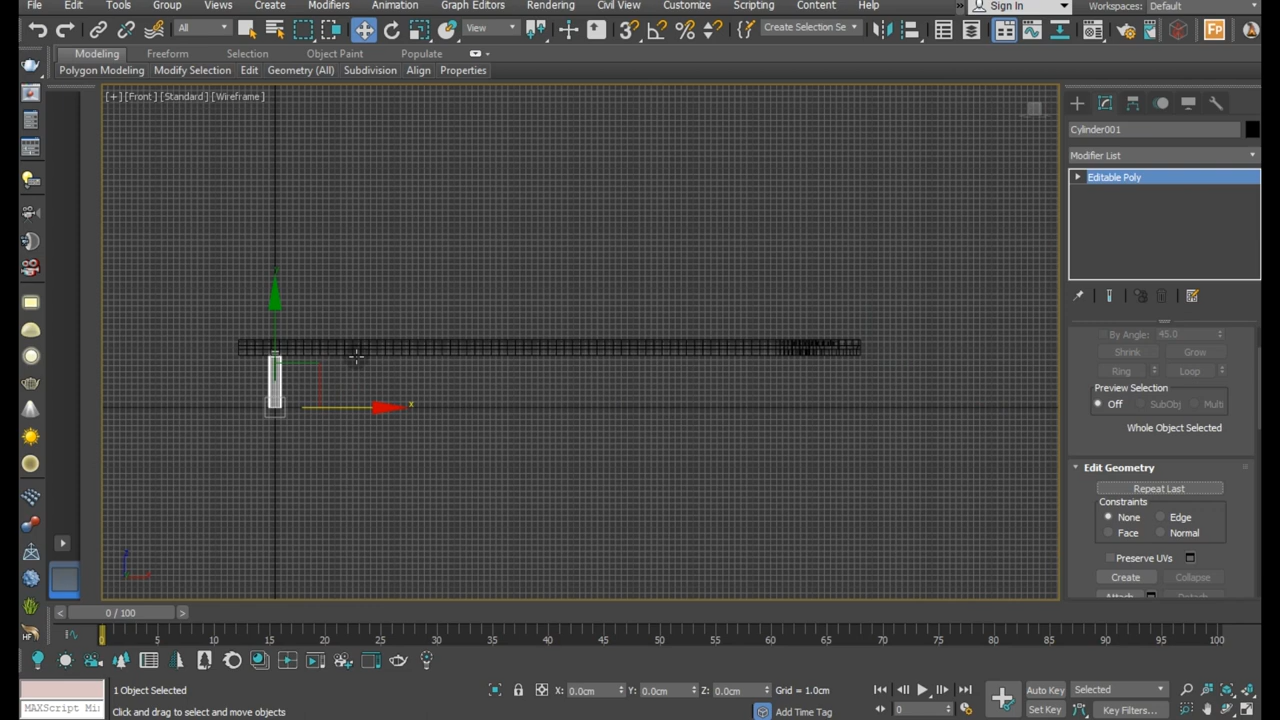 File Edit Tools Group Views Create Modifiers Animation Graph Editors Rendering Civil View Customize Scripting Content Help Sign In Workspaces: Default
All View Create Selection Se
Modeling Freeform Selection Object Paint Populate
Polygon Modeling Modify Selection Edit Geometry (All) Subdivision Align Properties
[+] [Front] [Standard] [Wireframe]
Cylinder001
Modifier List
Editable Poly
By Angle: 45.0
Shrink Grow
Ring Loop
Preview Selection
Off SubObj Multi
Whole Object Selected
x
Edit Geometry
Repeat Last
Constraints
None Edge
Face Normal
Preserve UVs
Create Collapse
Attach Detach
< 0 / 100 >
0 5 10 15 20 25 30 35 40 45 50 55 60 65 70 75 80 85 90 95 100
1 Object Selected X: 0.0cm Y: 0.0cm Z: 0.0cm Grid = 1.0cm Auto Key Selected
MAXScript Mi Click and drag to select and move objects Add Time Tag 0 Set Key Key Filters...